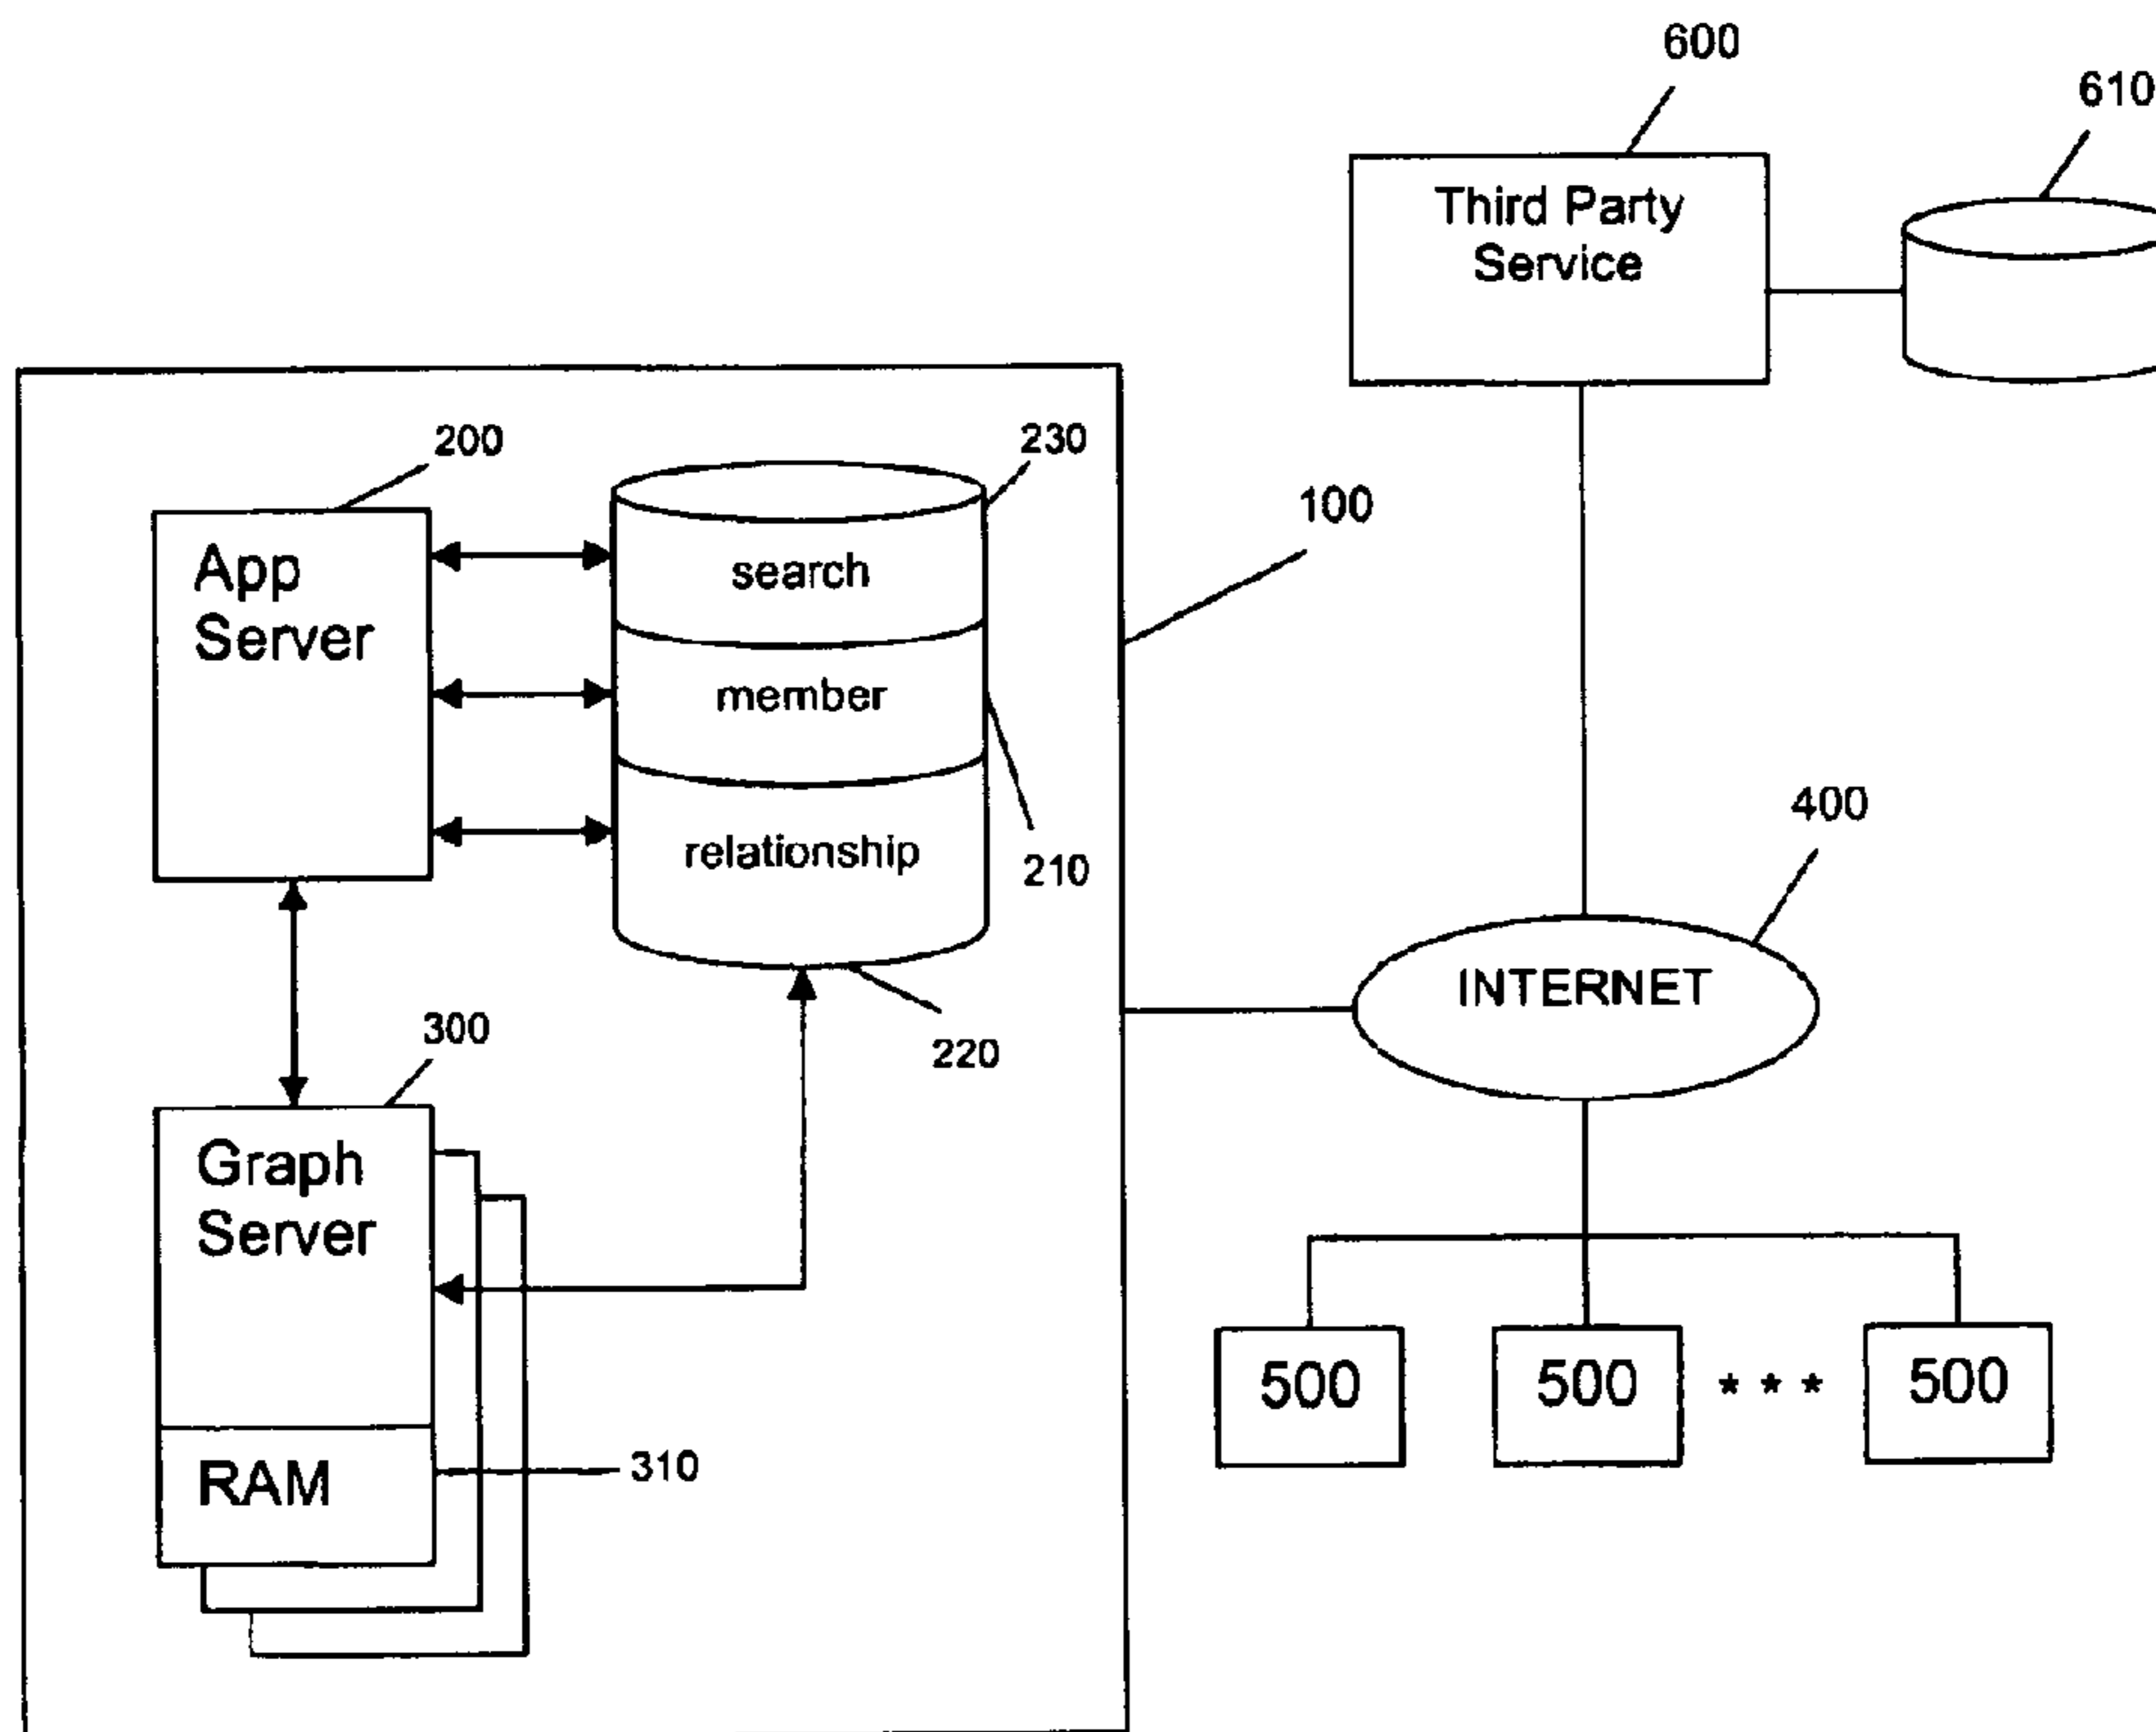 600
610
Third Party
Service
200
230
100
App
Server
search
member
relationship
210
400
INTERNET
220
300
Graph
Server
RAM
310
500
500
* * *
500